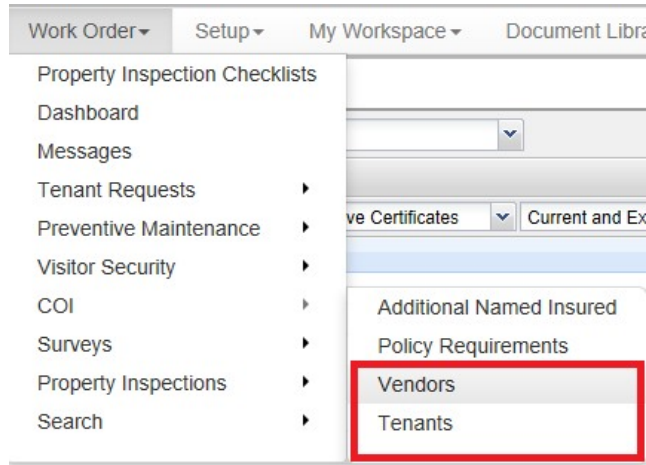 Work Order Setup My Workspace Document Libra
Property Inspection Checklists
Dashboard
Messages
Tenant Requests
Preventive Maintenance
Visitor Security
COI
Surveys
Property Inspections
Search
ve Certificates Current and Ex
Additional Named Insured
Policy Requirements
Vendors
Tenants